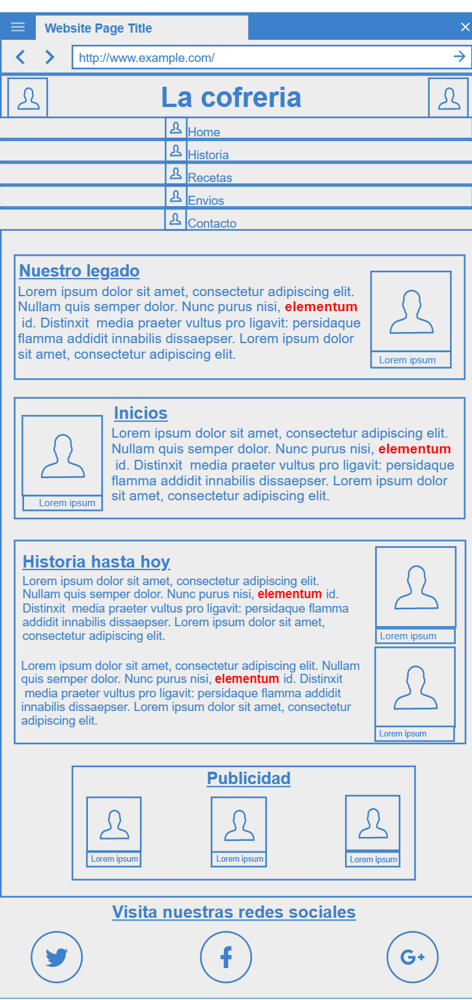 Website Page Title
http://www.example.com/
La cofreria
Home
Historia
Recetas
Envios
Contacto
Nuestro legado
Lorem ipsum dolor sit amet, consectetur adipiscing elit.
Nullam quis semper dolor. Nunc purus nisi, elementum
id. Distinxit  media praeter vultus pro ligavit: persidaque
flamma addidit innabilis dissaepser. Lorem ipsum dolor
sit amet, consectetur adipiscing elit.
Lorem ipsum
Inicios
Lorem ipsum dolor sit amet, consectetur adipiscing elit.
Nullam quis semper dolor. Nunc purus nisi, elementum
id. Distinxit  media praeter vultus pro ligavit: persidaque
flamma addidit innabilis dissaepser. Lorem ipsum dolor
sit amet, consectetur adipiscing elit.
Lorem ipsum
Historia hasta hoy
Lorem ipsum dolor sit amet, consectetur adipiscing elit.
Nullam quis semper dolor. Nunc purus nisi, elementum id.
Distinxit  media praeter vultus pro ligavit: persidaque flamma
addidit innabilis dissaepser. Lorem ipsum dolor sit amet,
consectetur adipiscing elit.
Lorem ipsum
Lorem ipsum dolor sit amet, consectetur adipiscing elit. Nullam
quis semper dolor. Nunc purus nisi, elementum id. Distinxit
media praeter vultus pro ligavit: persidaque flamma addidit
innabilis dissaepser. Lorem ipsum dolor sit amet, consectetur
adipiscing elit.
Lorem ipsum
Publicidad
Lorem ipsum
Lorem ipsum
Lorem ipsum
Visita nuestras redes sociales
f
G+